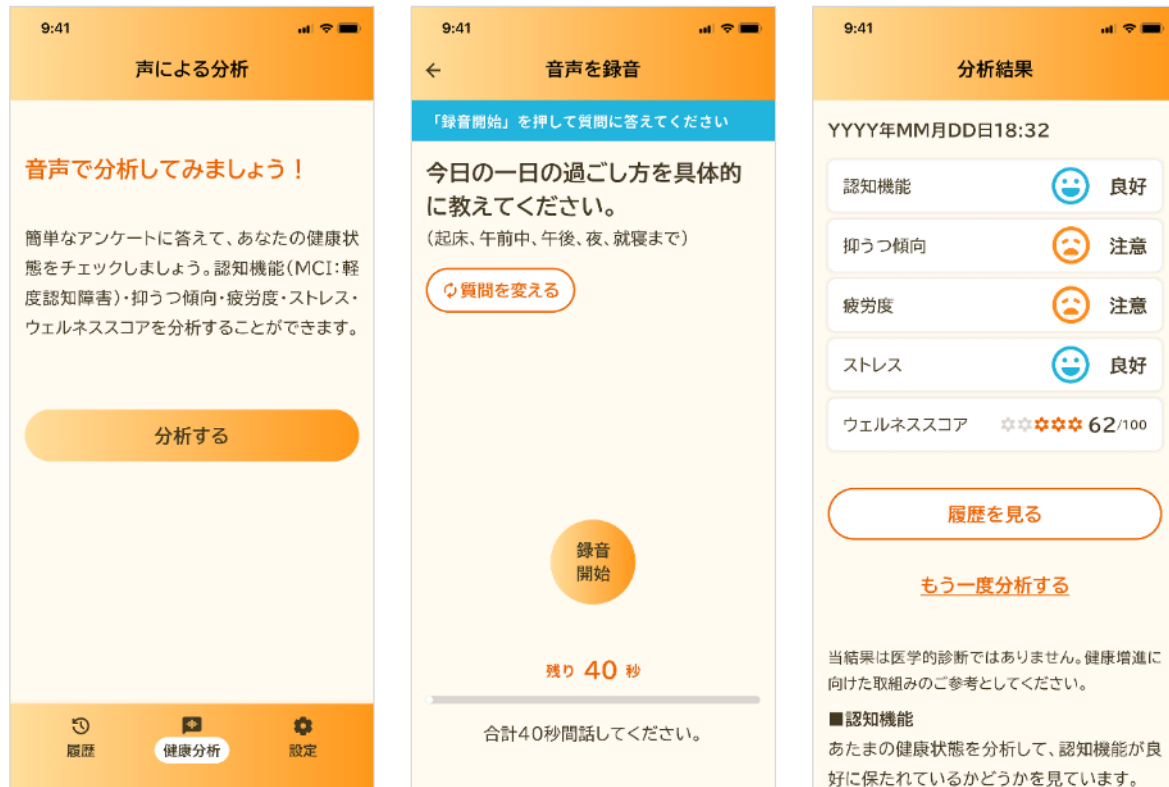 9:41
声による分析
音声で分析してみましょう！
簡単なアンケートに答えて、あなたの健康状
態をチェックしましょう。認知機能(MCI:軽
度認知障害)・抑うつ傾向・疲労度・ストレス・
ウェルネススコアを分析することができます。
分析する
履歴
健康分析
設定
9:41
音声を録音
「録音開始」を押して質問に答えてください
今日の一日の過ごし方を具体的
に教えてください。
(起床、午前中、午後、夜、就寝まで)
質問を変える
録音
開始
残り 40 秒
合計40秒間話してください。
9:41
分析結果
YYYY年MM月DD日18:32
認知機能 良好
抑うつ傾向 注意
疲労度 注意
ストレス 良好
ウェルネススコア 62/100
履歴を見る
もう一度分析する
当結果は医学的診断ではありません。健康増進に
向けた取組みのご参考としてください。
■認知機能
あたまの健康状態を分析して、認知機能が良
好に保たれているかどうかを見ています。